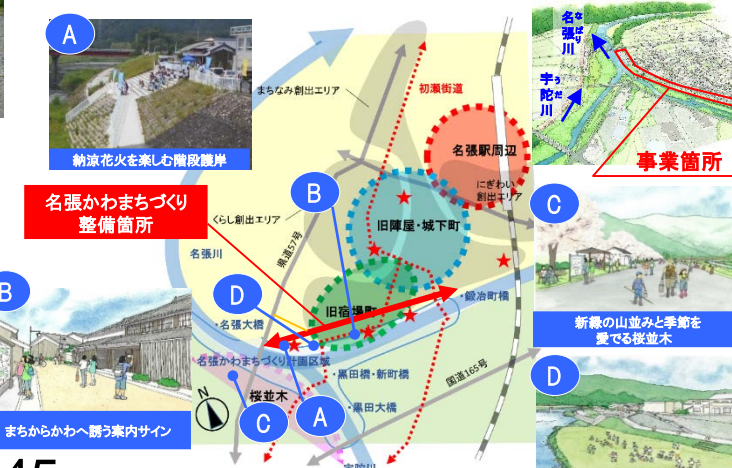 A
納涼花火を楽しむ階段護岸
名張かわまちづくり
整備箇所
B
まちからかわへ誘う案内サイン
まちなみ創出エリア
初瀬街道
名張駅周辺
にぎわい
創出エリア
くらし創出エリア
B
旧陣屋・城下町
県道57号
名張川
D
旧宿場町
・鍛冶町橋
・名張大橋
名張かわまちづくり計画区域
・黒田橋・新町橋
国道165号
桜並木
N
C
A
・黒田大橋
宇陀川
なばり
名張川
うだ
宇陀川
事業箇所
C
新緑の山並みと季節を
愛でる桜並木
D